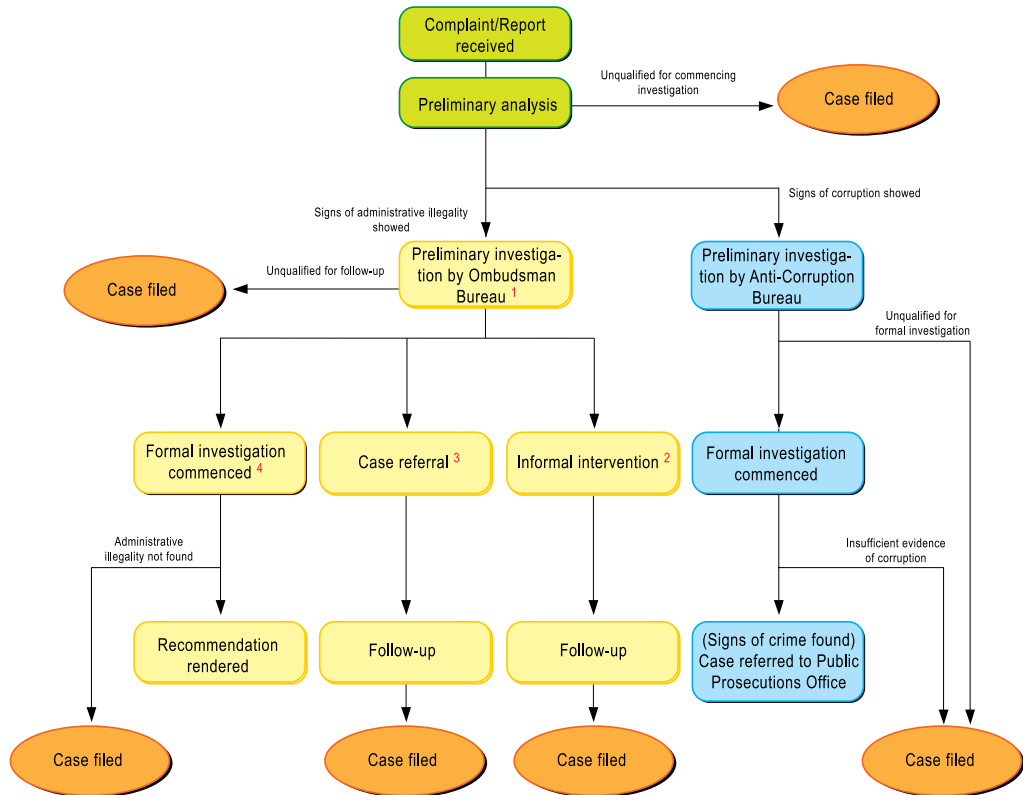 Complaint/Report
received
Unqualified for commencing
investigation
Preliminary analysis
Case filed
Signs of corruption showed
Signs of administrative illegality
showed
Preliminary investiga-
tion by Ombudsman
Bureau 1
Preliminary investiga-
tion by Anti-Corruption
Bureau
Unqualified for follow-up
Case filed
Unqualified for
formal investigation
Formal investigation
commenced 4
Case referral 3
Informal intervention 2
Formal investigation
commenced
Administrative
illegality not found
Insufficient evidence
of corruption
Recommendation
rendered
Follow-up
Follow-up
(Signs of crime found)
Case referred to Public
Prosecutions Office
Case filed
Case filed
Case filed
Case filed